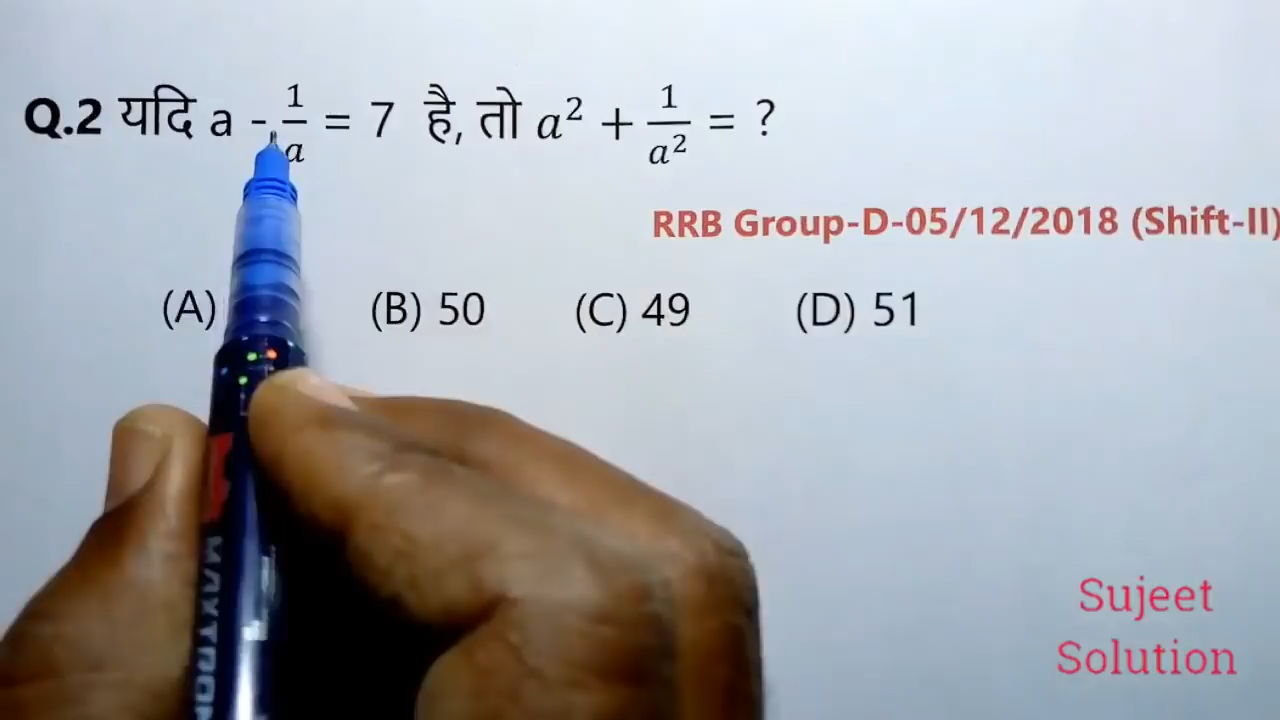 Q.2 यदि a - 1/a = 7 है, तो a² + 1/a² = ?
RRB Group-D-05/12/2018 (Shift-II)
(A) (B) 50 (C) 49 (D) 51
Sujeet
Solution